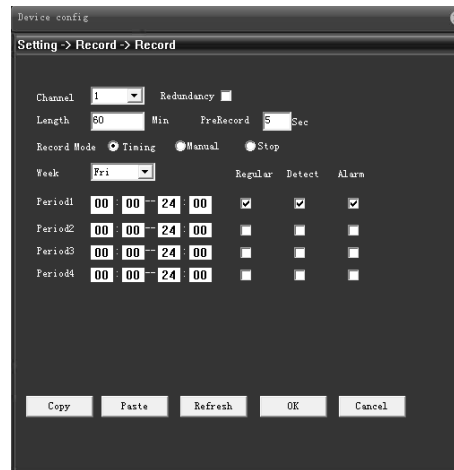 Device config
Setting -> Record -> Record
Channel 1 Redundancy
Length 60 Min PreRecord 5 Sec
Record Mode Timing Manual Stop
Week Fri Regular Detect Alarm
Period1 00 : 00 -- 24 : 00
Period2 00 : 00 -- 24 : 00
Period3 00 : 00 -- 24 : 00
Period4 00 : 00 -- 24 : 00
Copy Paste Refresh OK Cancel